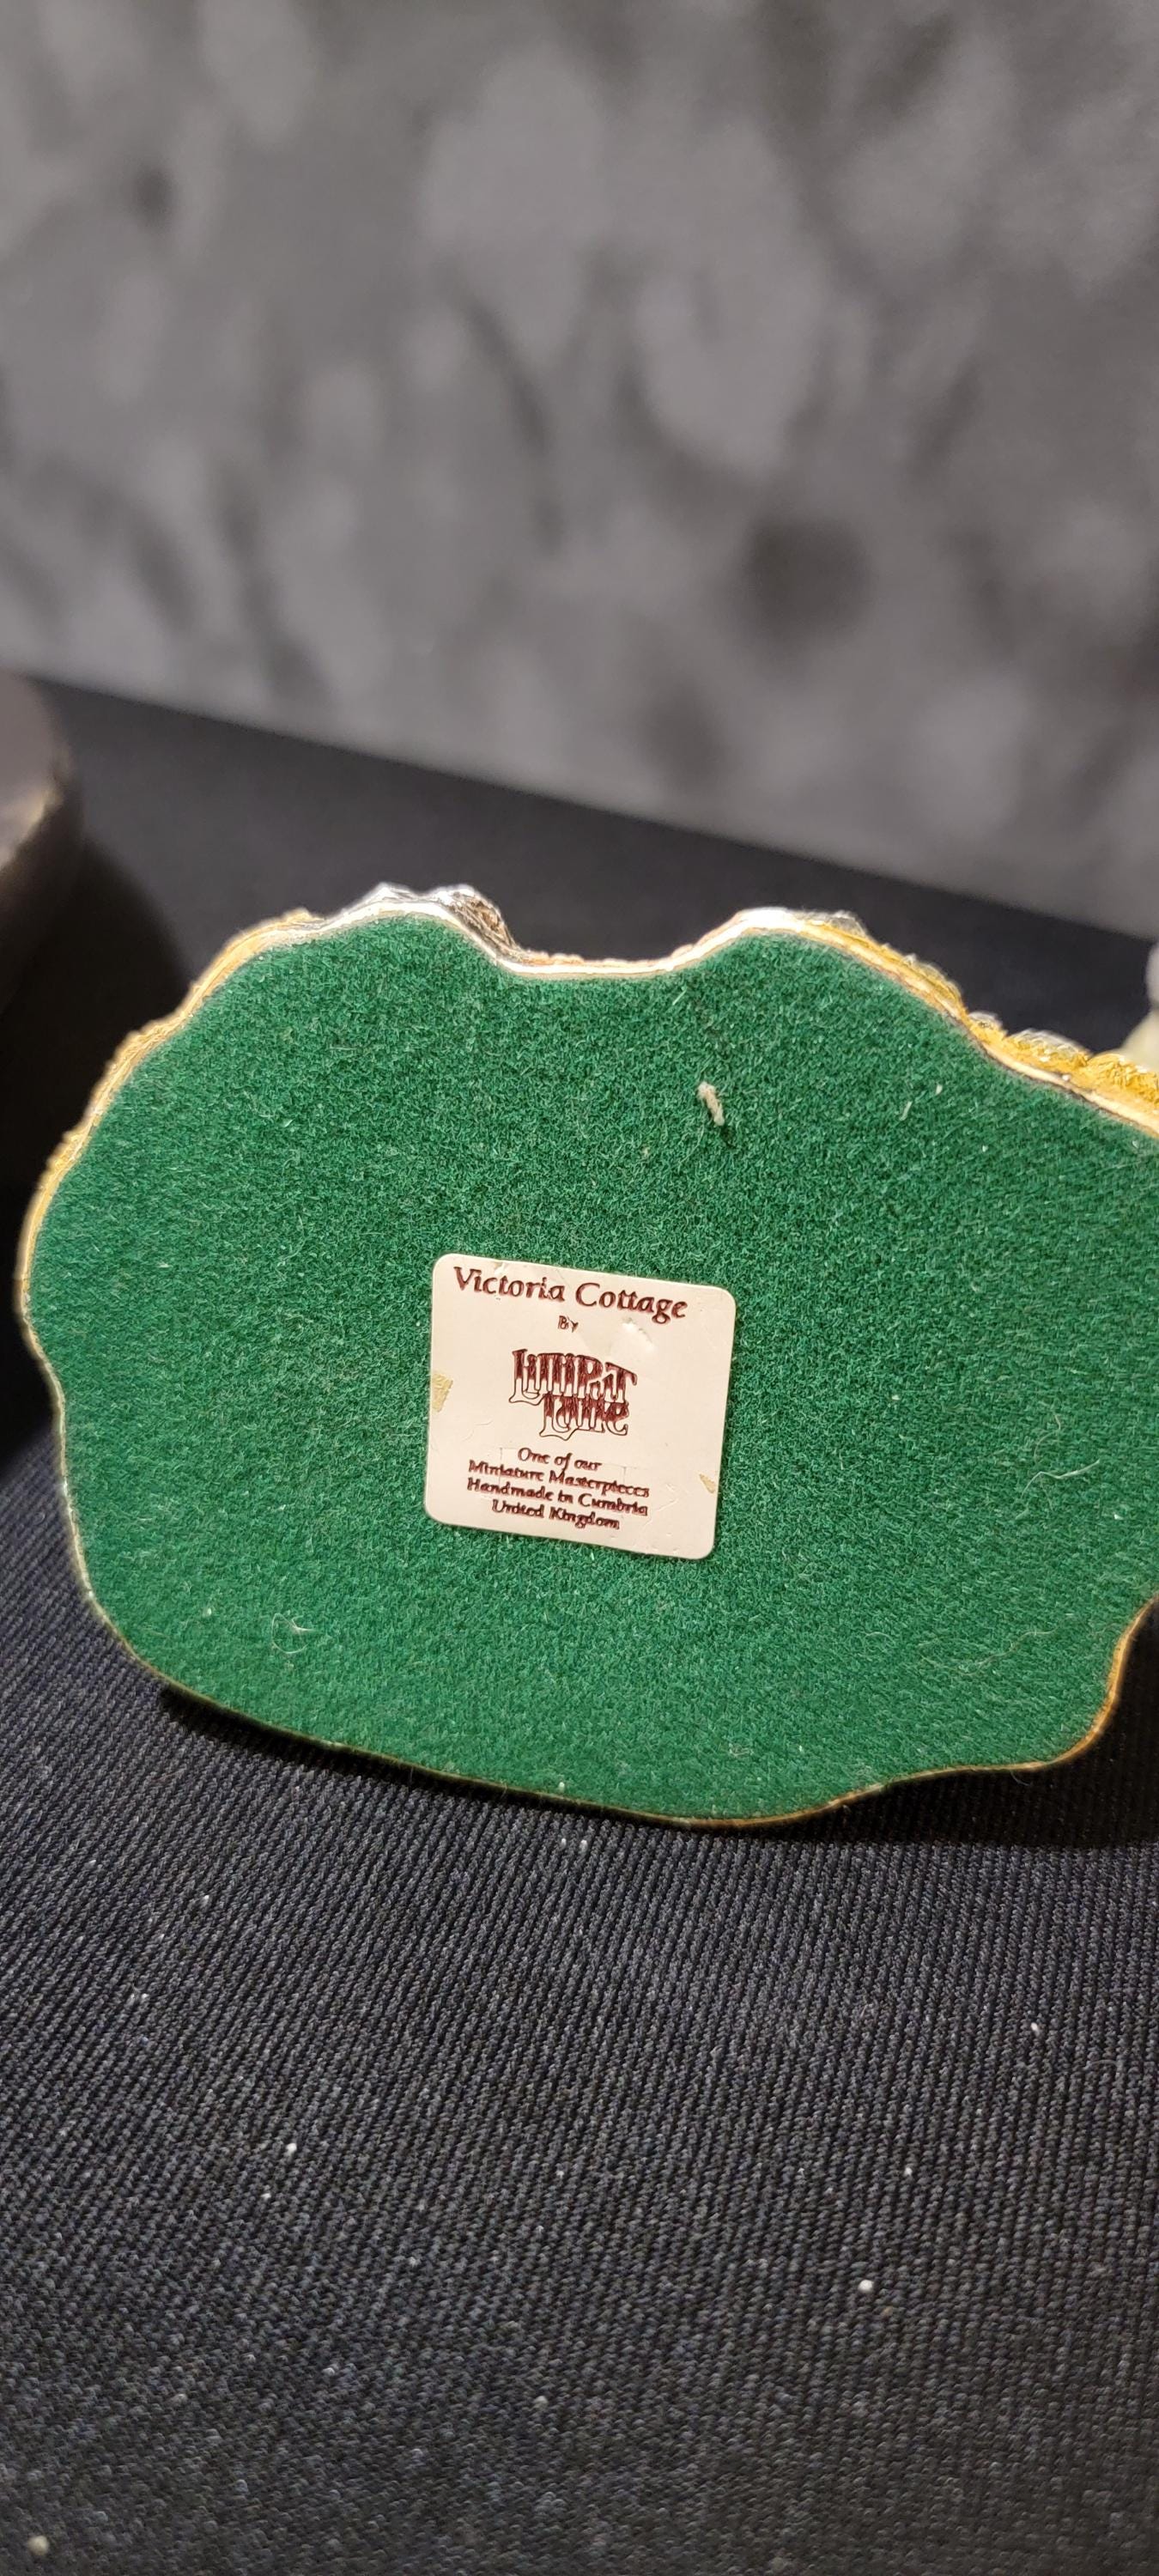 Victoria Cottage
By
LILLIPUT
Lane
One of our
Miniature Masterpieces
Handmade in Cumbria
United Kingdom